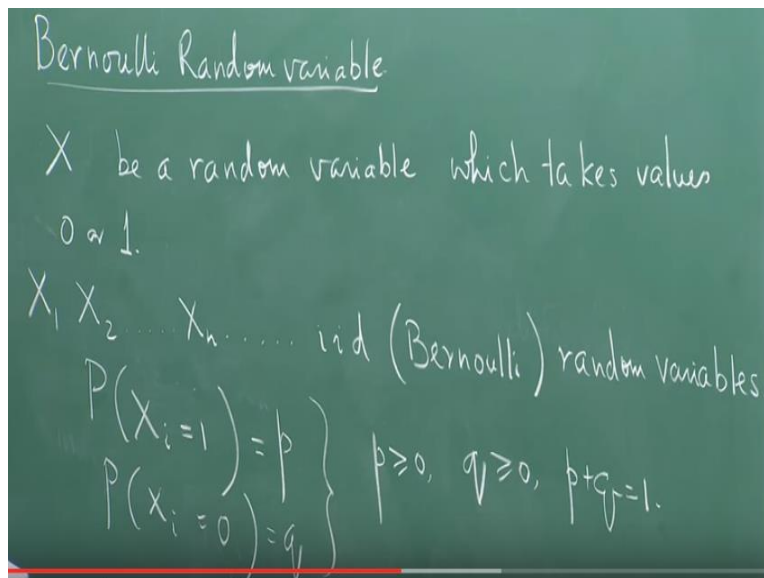 Bernoulli Random variable
X be a random variable which takes values
0 or 1.
X₁ X₂ .... Xₙ ...... iid (Bernoulli) random variables
P(Xᵢ=1)=p } p≥0, q≥0, p+q=1.
P(Xᵢ=0)=q